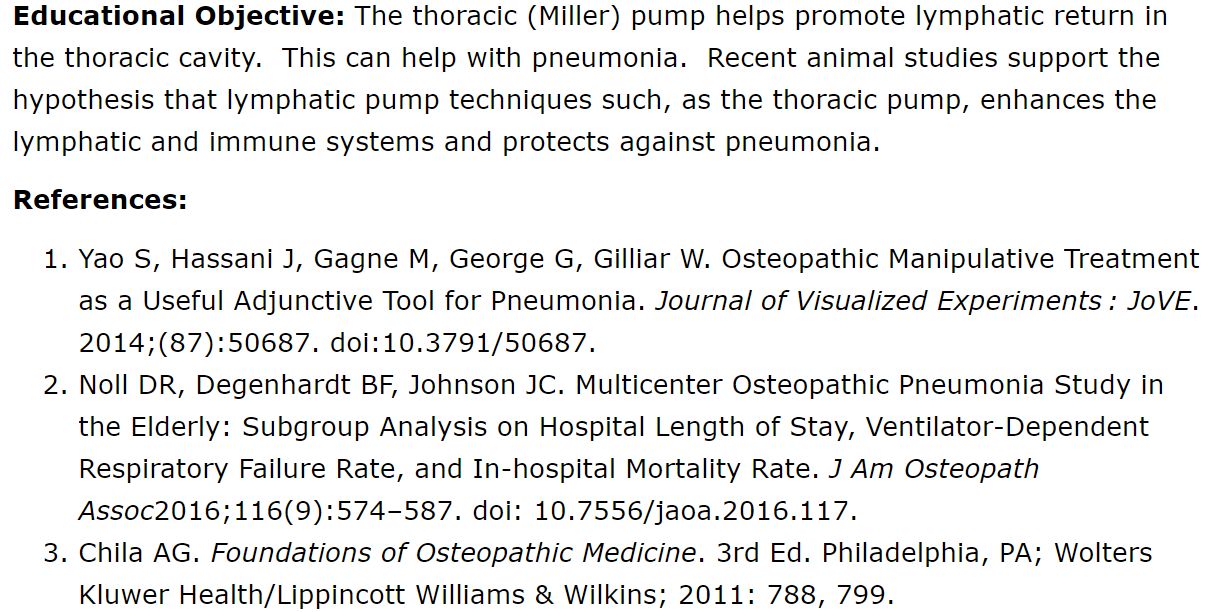 Educational Objective: The thoracic (Miller) pump helps promote lymphatic return in
the thoracic cavity.  This can help with pneumonia.  Recent animal studies support the
hypothesis that lymphatic pump techniques such, as the thoracic pump, enhances the
lymphatic and immune systems and protects against pneumonia.
References:
1. Yao S, Hassani J, Gagne M, George G, Gilliar W. Osteopathic Manipulative Treatment
as a Useful Adjunctive Tool for Pneumonia. Journal of Visualized Experiments : JoVE.
2014;(87):50687. doi:10.3791/50687.
2. Noll DR, Degenhardt BF, Johnson JC. Multicenter Osteopathic Pneumonia Study in
the Elderly: Subgroup Analysis on Hospital Length of Stay, Ventilator-Dependent
Respiratory Failure Rate, and In-hospital Mortality Rate. J Am Osteopath
Assoc2016;116(9):574–587. doi: 10.7556/jaoa.2016.117.
3. Chila AG. Foundations of Osteopathic Medicine. 3rd Ed. Philadelphia, PA; Wolters
Kluwer Health/Lippincott Williams & Wilkins; 2011: 788, 799.